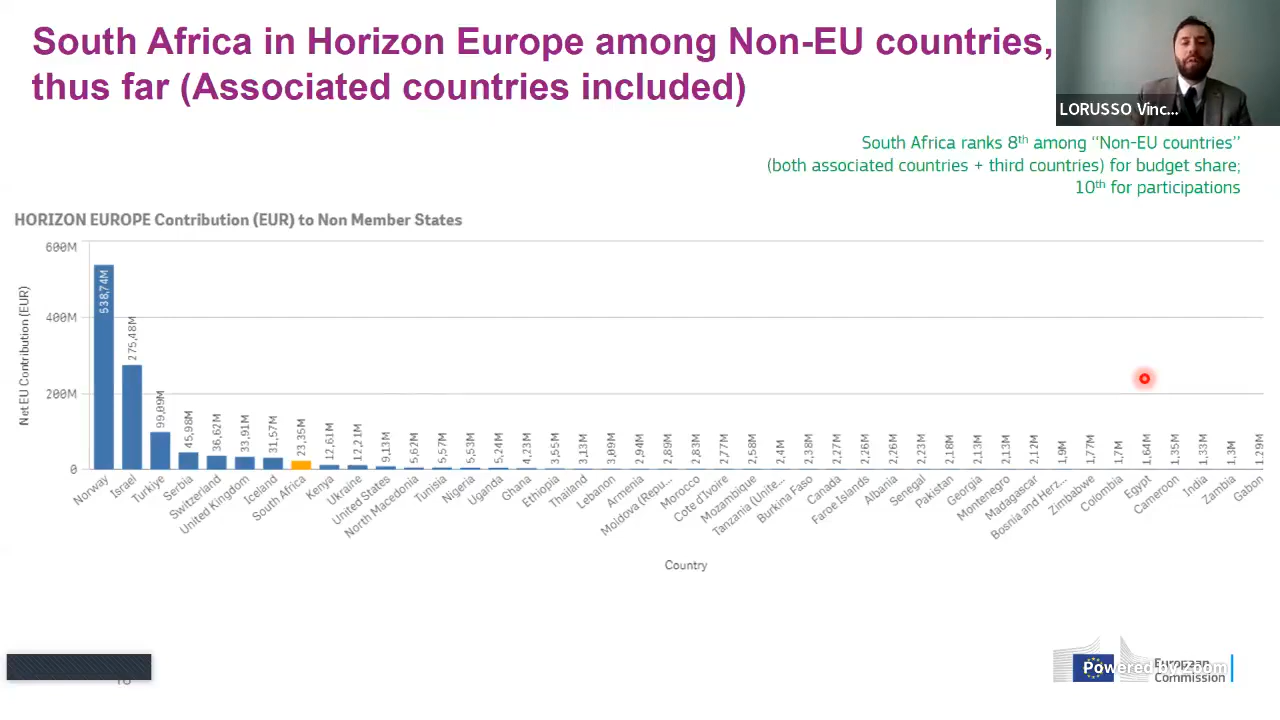 South Africa in Horizon Europe among Non-EU countries,
thus far (Associated countries included)
LORUSSO Vinc...
South Africa ranks 8th among “Non-EU countries”
(both associated countries + third countries) for budget share;
10th for participations
HORIZON EUROPE Contribution (EUR) to Non Member States
Net EU Contribution (EUR)
600M
400M
200M
0
538,74M
275,48M
99,09M
45,98M
36,62M
33,91M
31,57M
23,35M
12,61M
12,21M
9,13M
5,62M
5,57M
5,53M
5,24M
4,23M
3,55M
3,13M
3,09M
2,94M
2,89M
2,83M
2,77M
2,58M
2,4M
2,38M
2,27M
2,26M
2,26M
2,23M
2,18M
2,13M
2,13M
2,12M
1,9M
1,77M
1,7M
1,64M
1,35M
1,33M
1,3M
1,29M
Norway
Israel
Türkiye
Serbia
Switzerland
United Kingdom
Iceland
South Africa
Kenya
Ukraine
United States
North Macedonia
Tunisia
Nigeria
Uganda
Ghana
Ethiopia
Thailand
Lebanon
Armenia
Moldova (Repu...
Morocco
Cote d'Ivoire
Mozambique
Tanzania (Unite...
Burkina Faso
Canada
Faroe Islands
Albania
Senegal
Pakistan
Georgia
Montenegro
Madagascar
Bosnia and Herz...
Zimbabwe
Colombia
Egypt
Cameroon
India
Zambia
Gabon
Country
European
Commission
Powered by Zoom